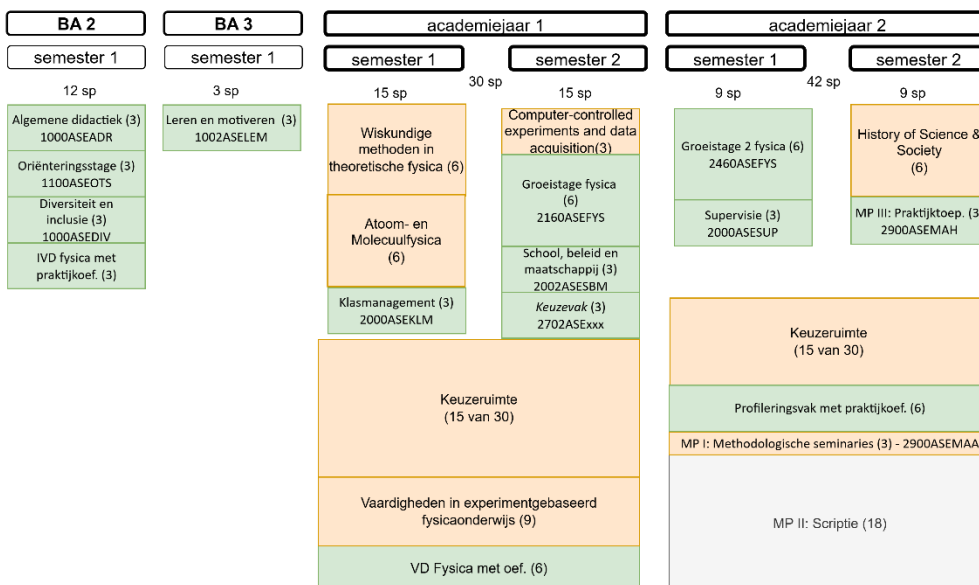 BA 2
BA 3
academiejaar 1
academiejaar 2
semester 1
semester 1
semester 1
semester 2
semester 1
semester 2
12 sp
3 sp
15 sp
30 sp
15 sp
9 sp
42 sp
9 sp
Algemene didactiek (3)
1000ASEADR
Oriënteringsstage (3)
1100ASEOTS
Diversiteit en
inclusie (3)
1000ASEDIV
IVD fysica met
praktijkoef. (3)
Leren en motiveren (3)
1002ASELEM
Wiskundige
methoden in
theoretische fysica (6)
Atoom- en
Molecuulfysica
(6)
Klasmanagement (3)
2000ASEKLM
Computer-controlled
experiments and data
acquisition(3)
Groeistage fysica
(6)
2160ASEFYS
School, beleid en
maatschappij (3)
2002ASESBM
Keuzevak (3)
2702ASExxx
Keuzeruimte
(15 van 30)
Vaardigheden in experimentgebaseerd
fysicaonderwijs (9)
VD Fysica met oef. (6)
Groeistage 2 fysica (6)
2460ASEFYS
Supervisie (3)
2000ASESUP
History of Science &
Society
(6)
MP III: Praktijktoep. (3
2900ASEMAH
Keuzeruimte
(15 van 30)
Profileringsvak met praktijkoef. (6)
MP I: Methodologische seminaries (3) - 2900ASEMAA
MP II: Scriptie (18)